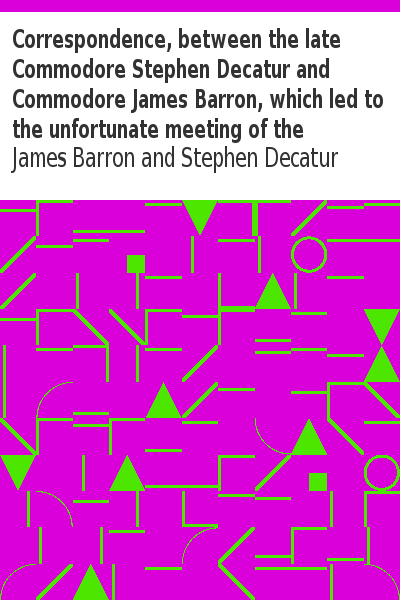 Correspondence, between the late
Commodore Stephen Decatur and
Commodore James Barron, which led to
the unfortunate meeting of the
James Barron and Stephen Decatur